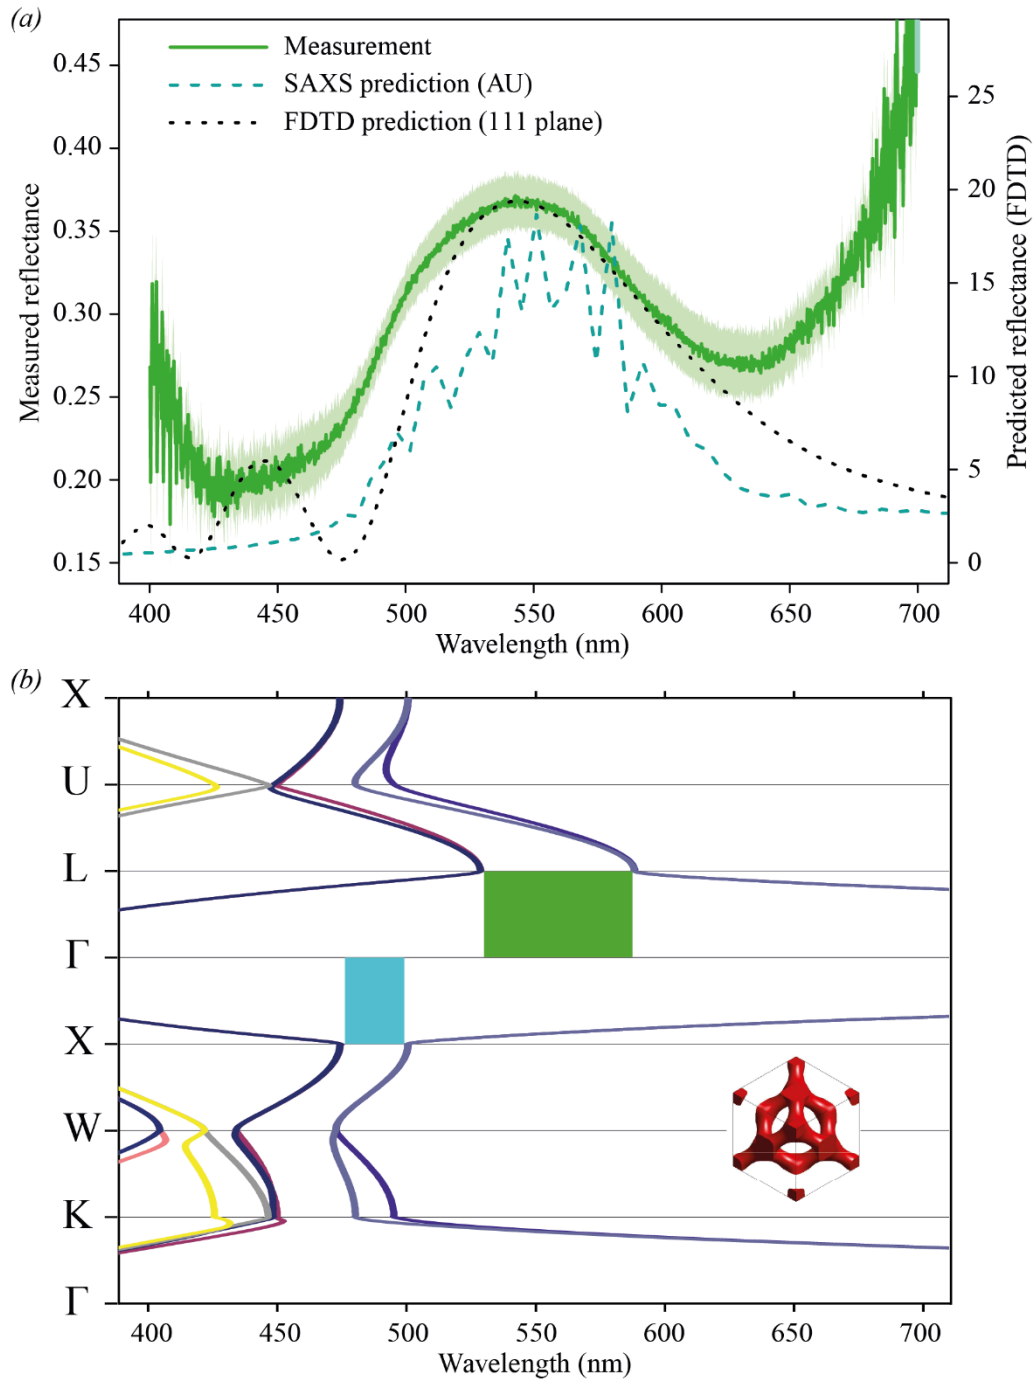 (a)
Measurement
SAXS prediction (AU)
FDTD prediction (111 plane)
Measured reflectance
0.45
0.40
0.35
0.30
0.25
0.20
0.15
25
20
15
10
5
0
Predicted reflectance (FDTD)
400 450 500 550 600 650 700
Wavelength (nm)
(b)
X
U
L
Γ
X
W
K
Γ
400 450 500 550 600 650 700
Wavelength (nm)